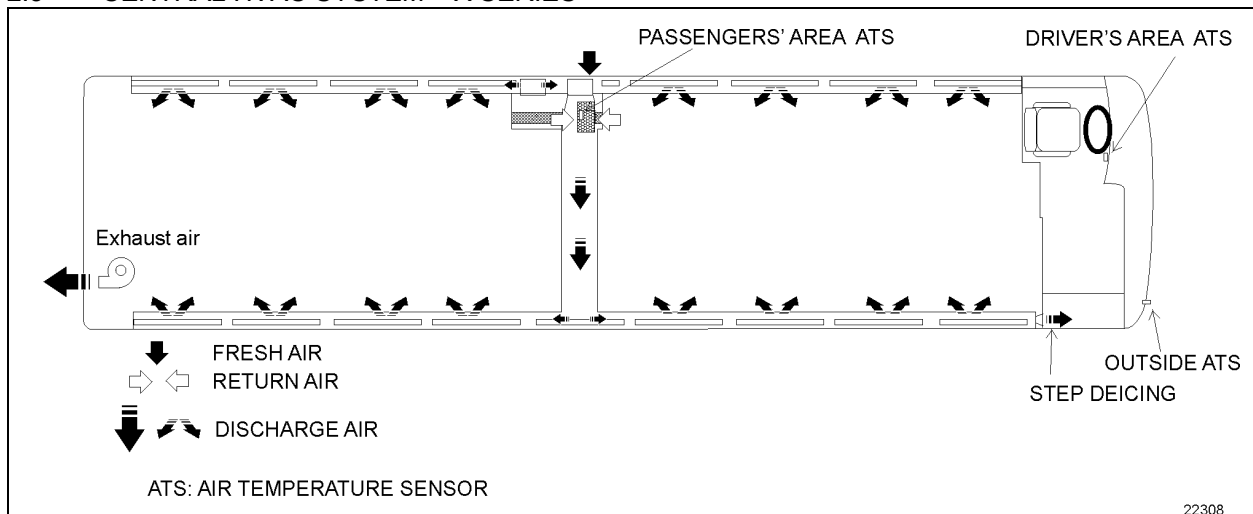 PASSENGERS' AREA ATS
DRIVER'S AREA ATS
Exhaust air
FRESH AIR
RETURN AIR
DISCHARGE AIR
OUTSIDE ATS
STEP DEICING
ATS: AIR TEMPERATURE SENSOR
22308